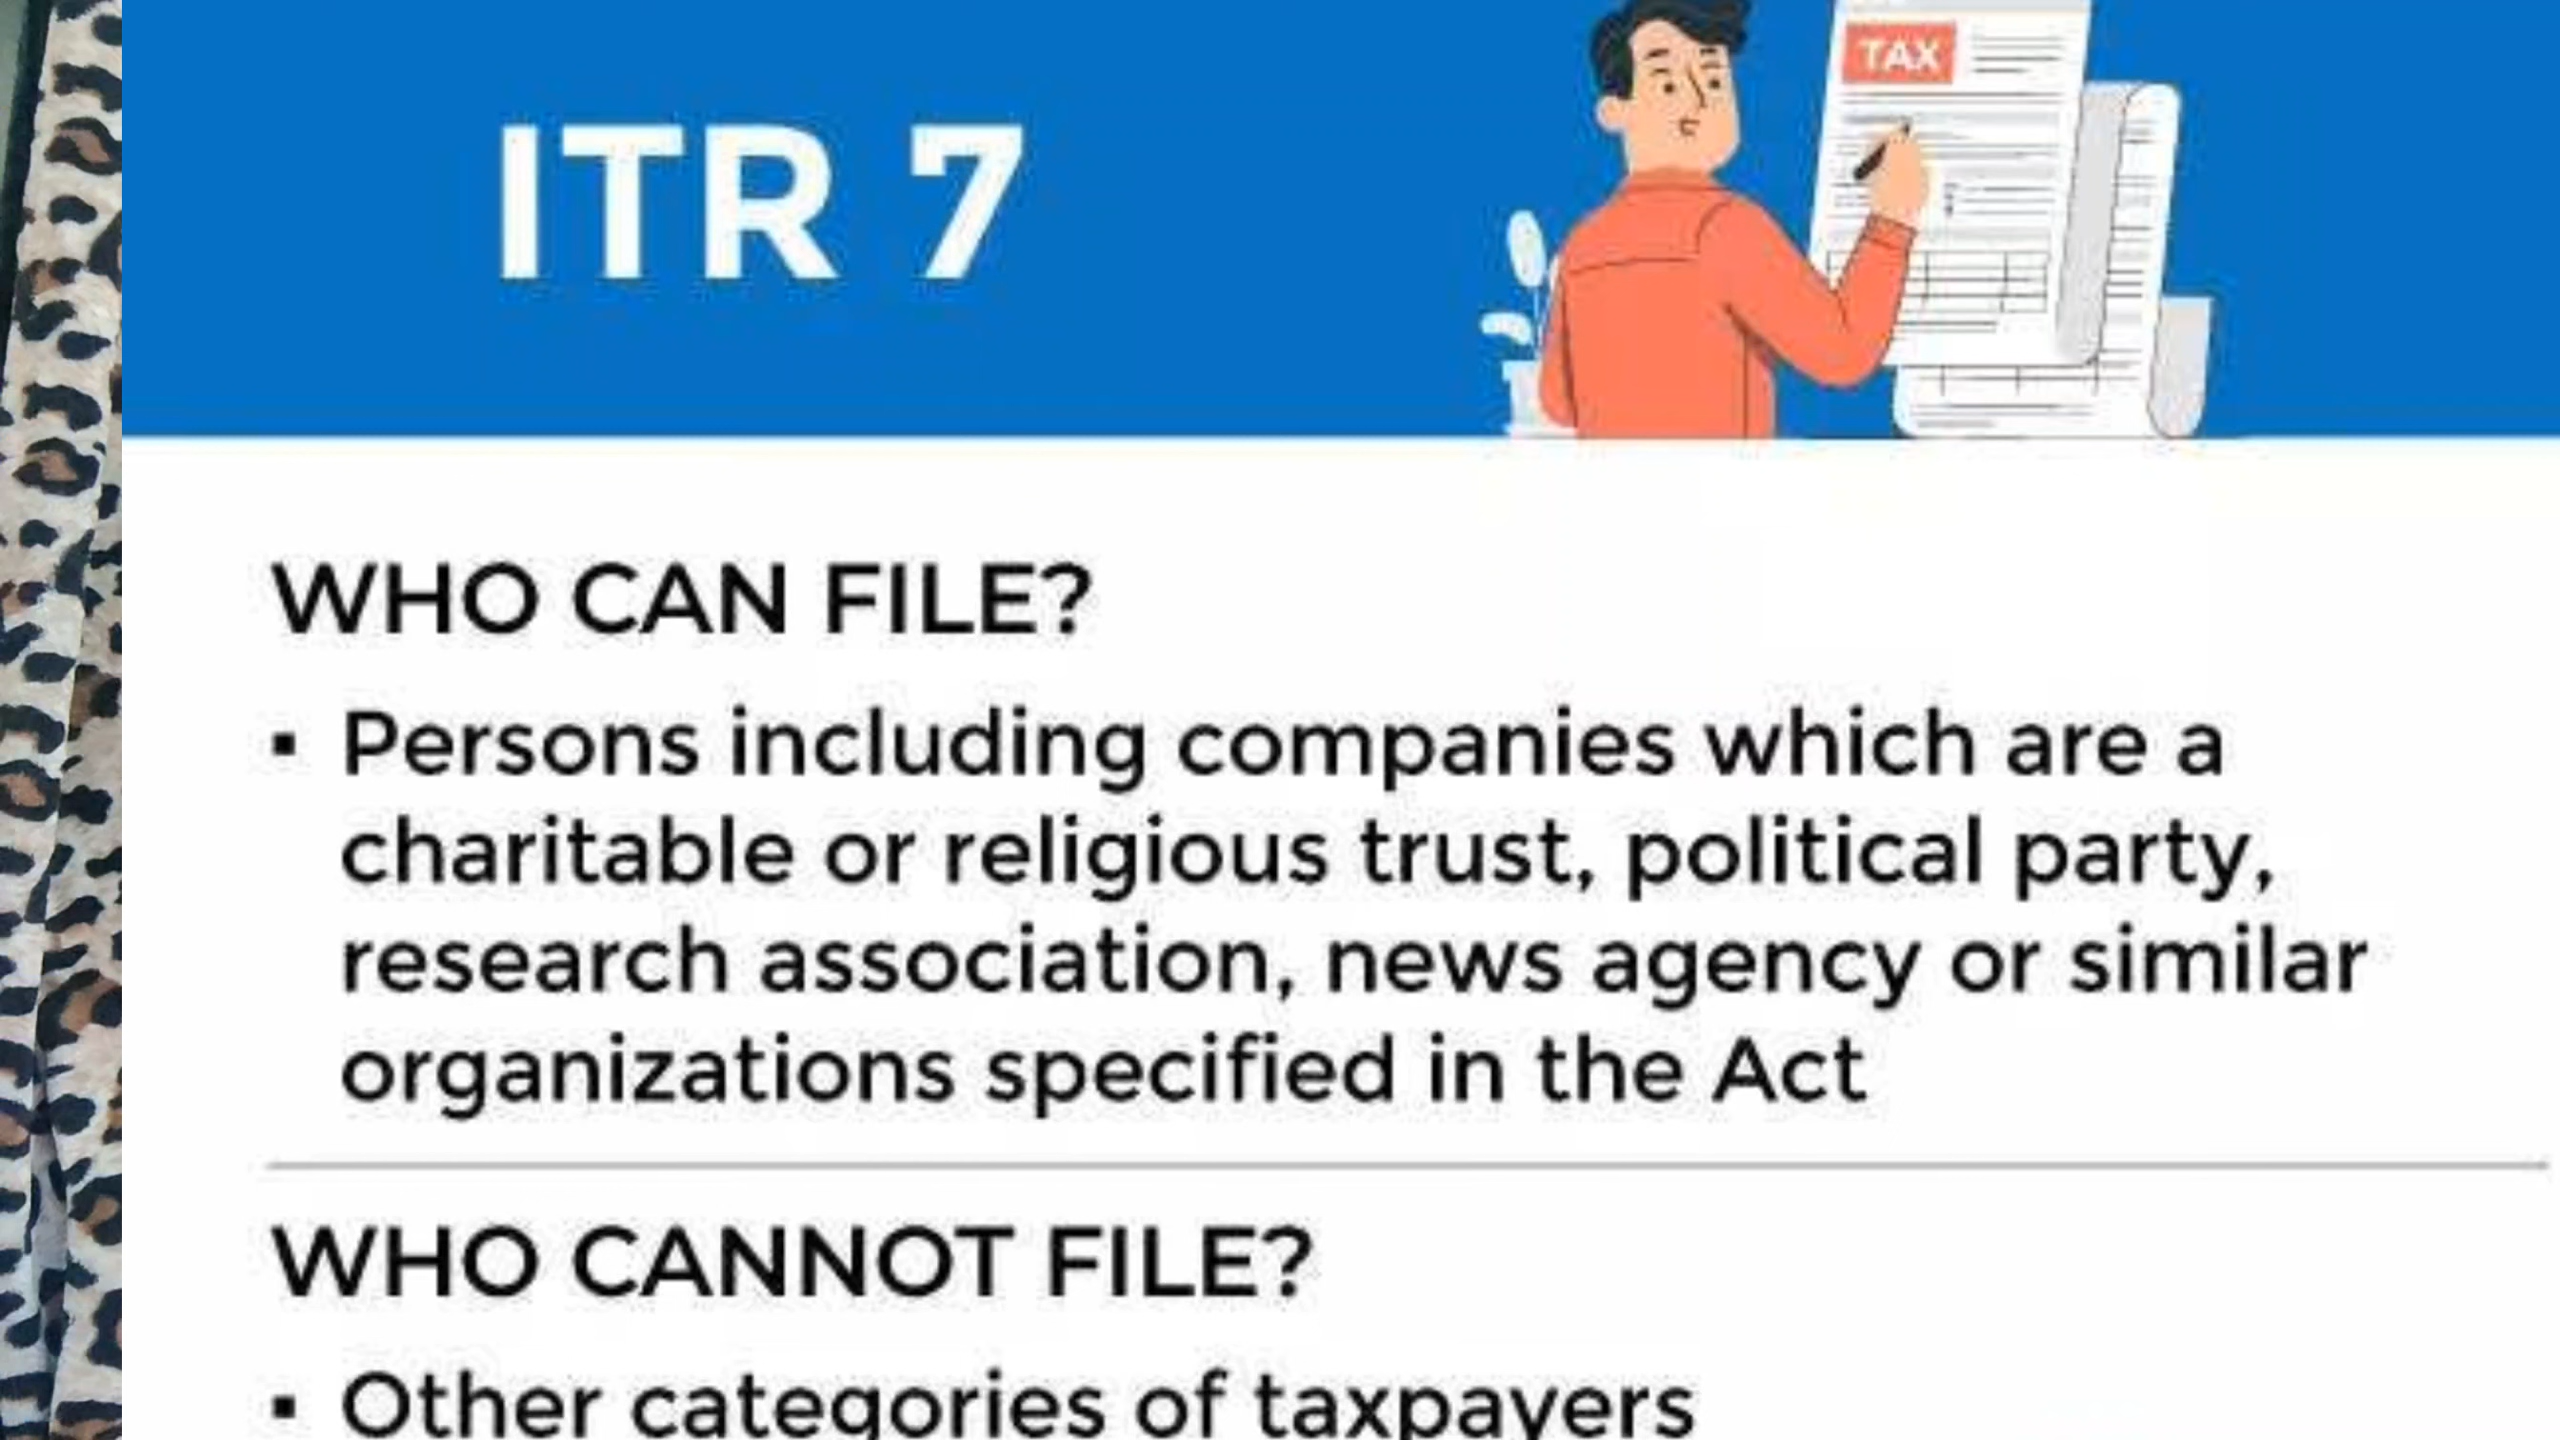 TAX
ITR 7
WHO CAN FILE?
▪ Persons including companies which are a
charitable or religious trust, political party,
research association, news agency or similar
organizations specified in the Act
WHO CANNOT FILE?
▪ Other categories of taxpayers